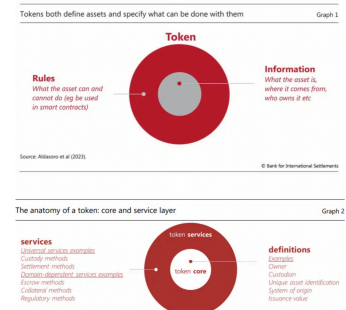 Tokens both define assets and specify what can be done with them
Graph 1
Token
Rules
What the asset can and
cannot do (eg be used
in smart contracts)
Information
What the asset is,
where it comes from,
who owns it etc
Source: Aldasoro et al (2023).
© Bank for International Settlements
The anatomy of a token: core and service layer
Graph 2
token services
token core
services
Universal services examples
Custody methods
Settlement methods
Domain-dependent services examples
Escrow methods
Collateral methods
Regulatory methods
definitions
Examples
Owner
Custodian
Unique asset identification
System of origin
Issuance value